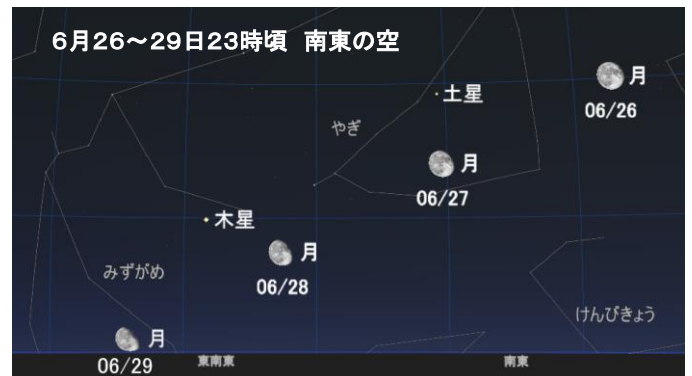 6月26～29日23時頃 南東の空
月
06/26
土星
やぎ
月
06/27
木星
月
06/28
みずがめ
けんびきょう
月
06/29
東南東
南東